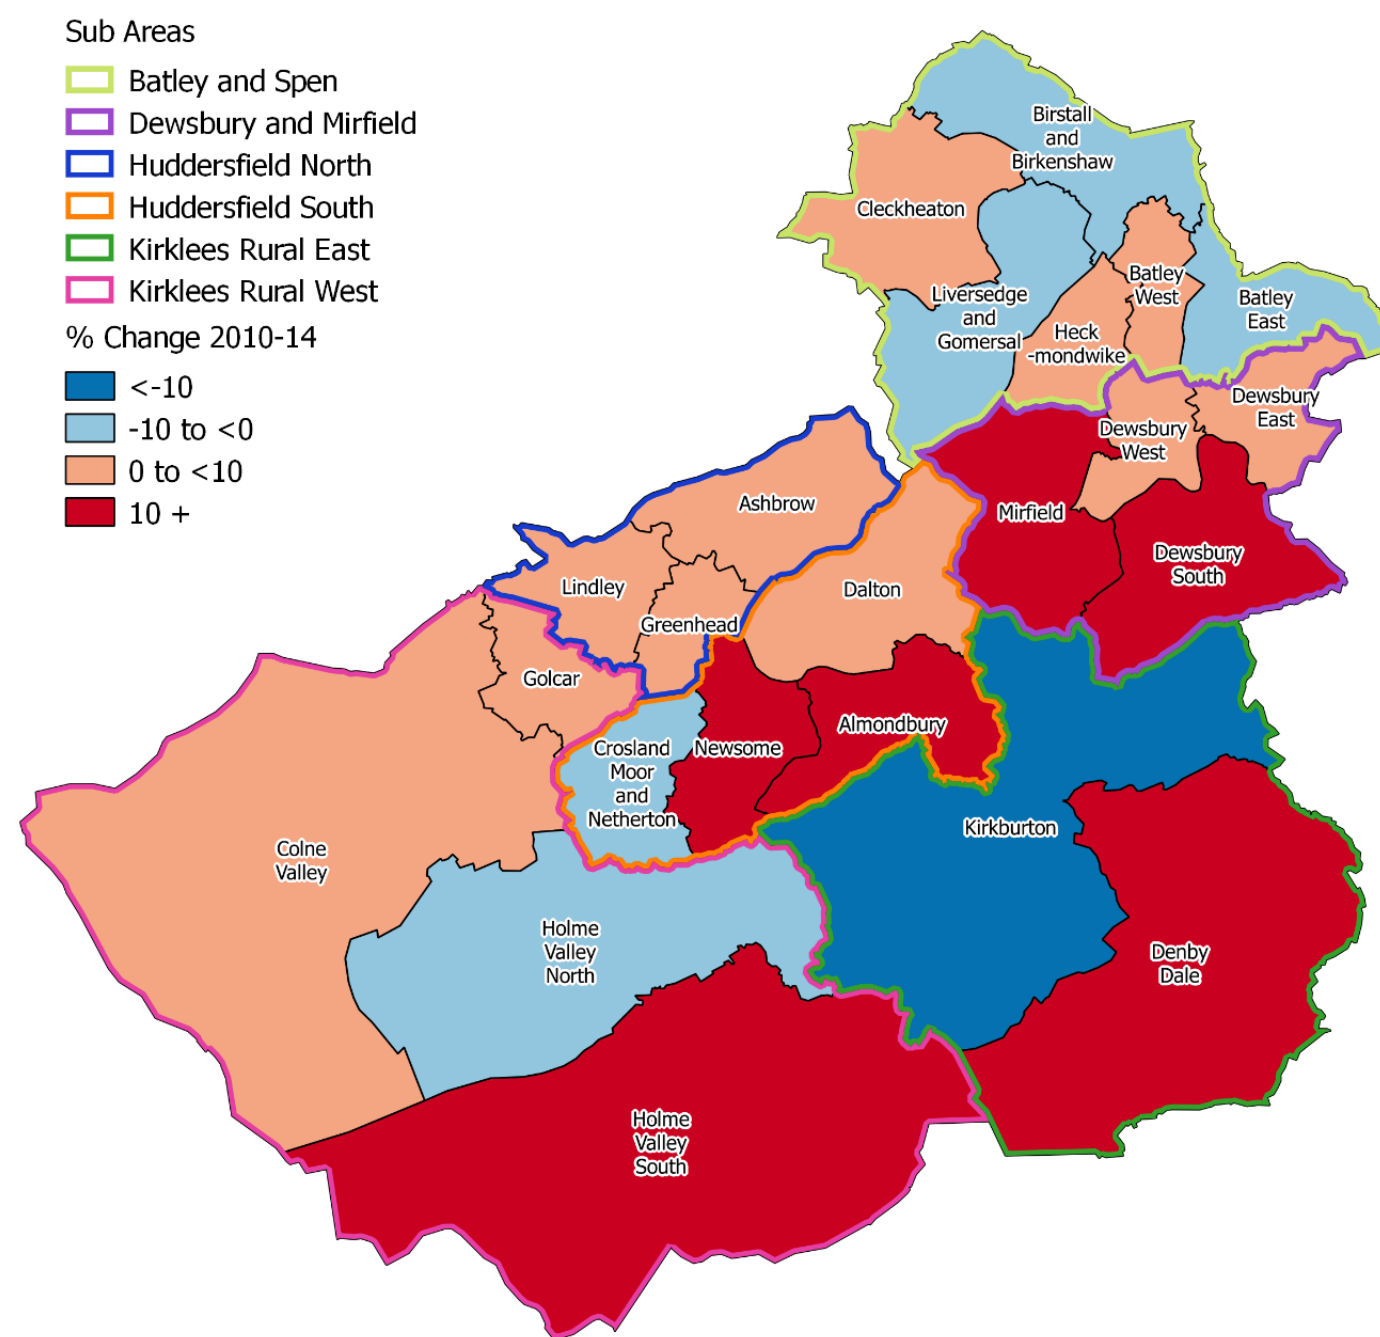 Sub Areas
Batley and Spen
Dewsbury and Mirfield
Huddersfield North
Huddersfield South
Kirklees Rural East
Kirklees Rural West
% Change 2010-14
<-10
-10 to <0
0 to <10
10 +
Birstall
and
Birkenshaw
Cleckheaton
Liversedge
and
Gomersal
Batley
West
Batley
East
Heck
-mondwike
Dewsbury
East
Dewsbury
West
Mirfield
Dewsbury
South
Ashbrow
Lindley
Greenhead
Dalton
Golcar
Almondbury
Newsome
Crosland
Moor
and
Netherton
Kirkburton
Colne
Valley
Holme
Valley
North
Denby
Dale
Holme
Valley
South